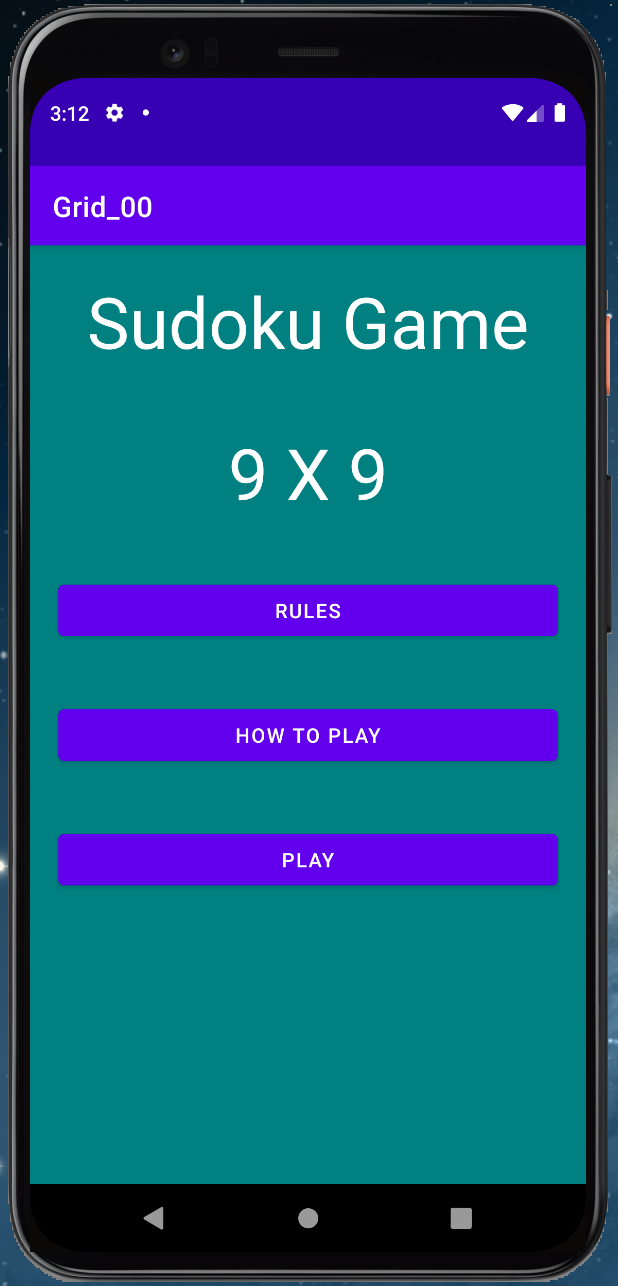 3:12
Grid_00
Sudoku Game
9 X 9
RULES
HOW TO PLAY
PLAY